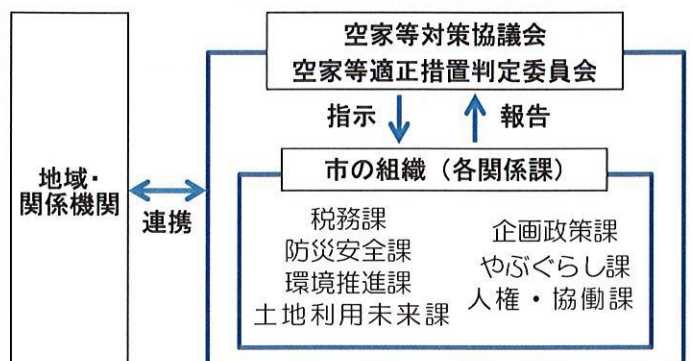 空家等対策協議会
空家等適正措置判定委員会
指示
報告
地域・
関係機関
連携
市の組織（各関係課）
税務課
防災安全課
環境推進課
土地利用未来課
企画政策課
やぶぐらし課
人権・協働課